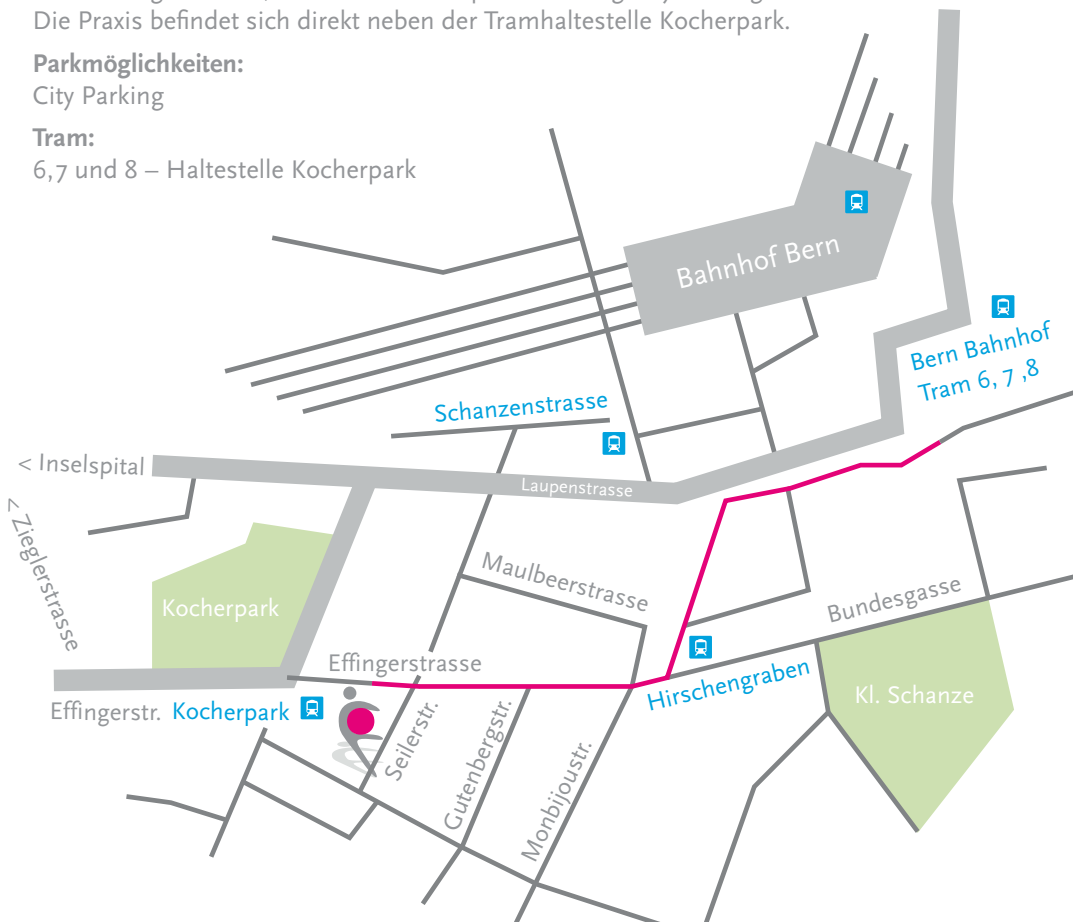 Die Praxis befindet sich direkt neben der Tramhaltestelle Kocherpark.
Parkmöglichkeiten:
City Parking
Tram:
6,7 und 8 – Haltestelle Kocherpark
Bahnhof Bern
Bern Bahnhof
Tram 6, 7 ,8
Schanzenstrasse
< Inselspital
Laupenstrasse
< Zieglerstrasse
Maulbeerstrasse
Kocherpark
Bundesgasse
Effingerstrasse
Hirschengraben
Kl. Schanze
Effingerstr.
Kocherpark
Seilerstr.
Gutenbergstr.
Monbijoustr.